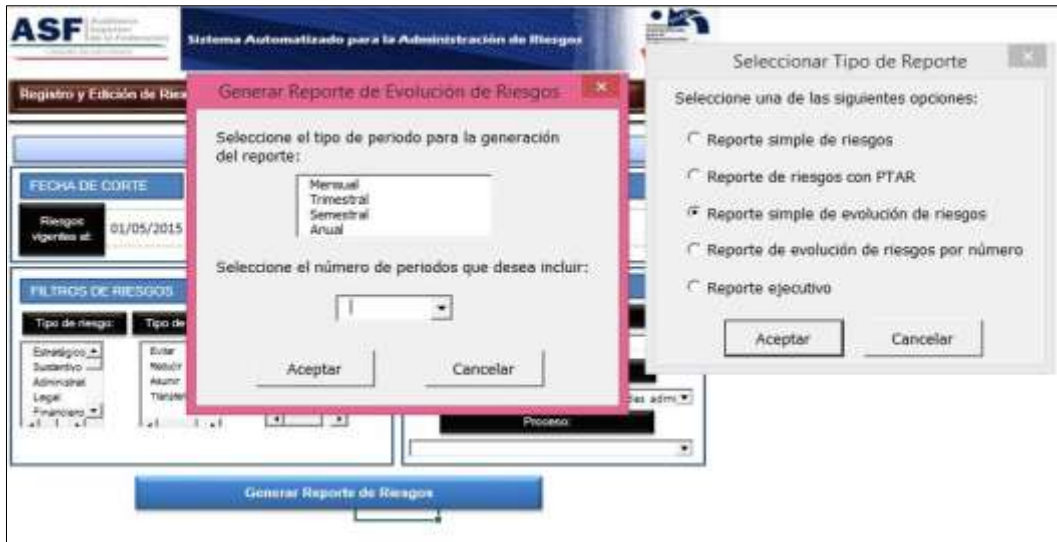 ASF
Sistema Automatizado para la Administración de Riesgos
Registro y Edición de
FECHA DE CORTE
Riesgos
vigentes al:
01/05/2015
FILTROS DE RIESGOS
Tipo de riesgo:
Tipo de
Estratégico
Sustantivo
Legal
Financiero
Evitar
Reducir
Asumir
Generar Reporte de Evolución de Riesgos
Seleccione el tipo de periodo para la generación
del reporte:
Mensual
Trimestral
Semestral
Anual
Seleccione el número de periodos que desea incluir:
Aceptar
Cancelar
Proceso:
Generar Reporte de Riesgos
Seleccionar Tipo de Reporte
Seleccione una de las siguientes opciones:
Reporte simple de riesgos
Reporte de riesgos con PTAR
Reporte simple de evolución de riesgos
Reporte de evolución de riesgos por número
Reporte ejecutivo
Aceptar
Cancelar